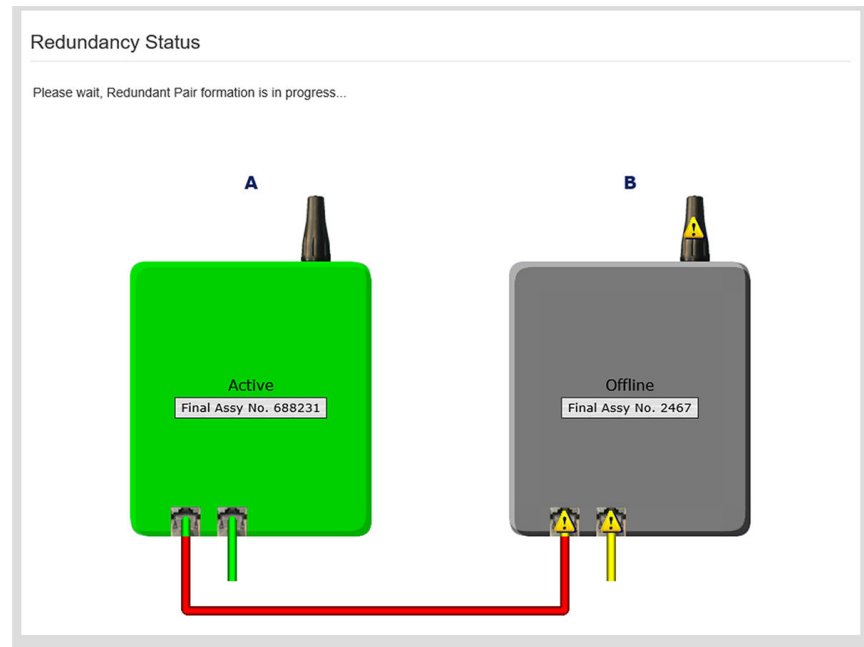 Redundancy Status
Please wait, Redundant Pair formation is in progress...
A
B
Active
Final Assy No. 688231
Offline
Final Assy No. 2467